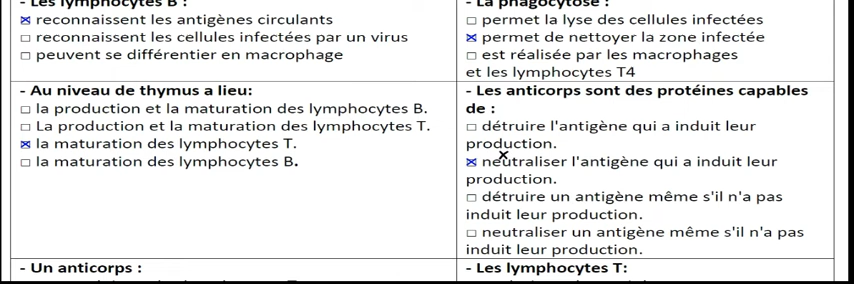 - Les lymphocytes B :
☒ reconnaissent les antigènes circulants
☐ reconnaissent les cellules infectées par un virus
☐ peuvent se différentier en macrophage
- La phagocytose :
☐ permet la lyse des cellules infectées
☒ permet de nettoyer la zone infectée
☐ est réalisée par les macrophages
et les lymphocytes T4
- Au niveau de thymus a lieu:
☐ la production et la maturation des lymphocytes B.
☐ La production et la maturation des lymphocytes T.
☒ la maturation des lymphocytes T.
☐ la maturation des lymphocytes B.
- Les anticorps sont des protéines capables
de :
☐ détruire l'antigène qui a induit leur
production.
☒ neutraliser l'antigène qui a induit leur
production.
☐ détruire un antigène même s'il n'a pas
induit leur production.
☐ neutraliser un antigène même s'il n'a pas
induit leur production.
- Un anticorps :
- Les lymphocytes T: